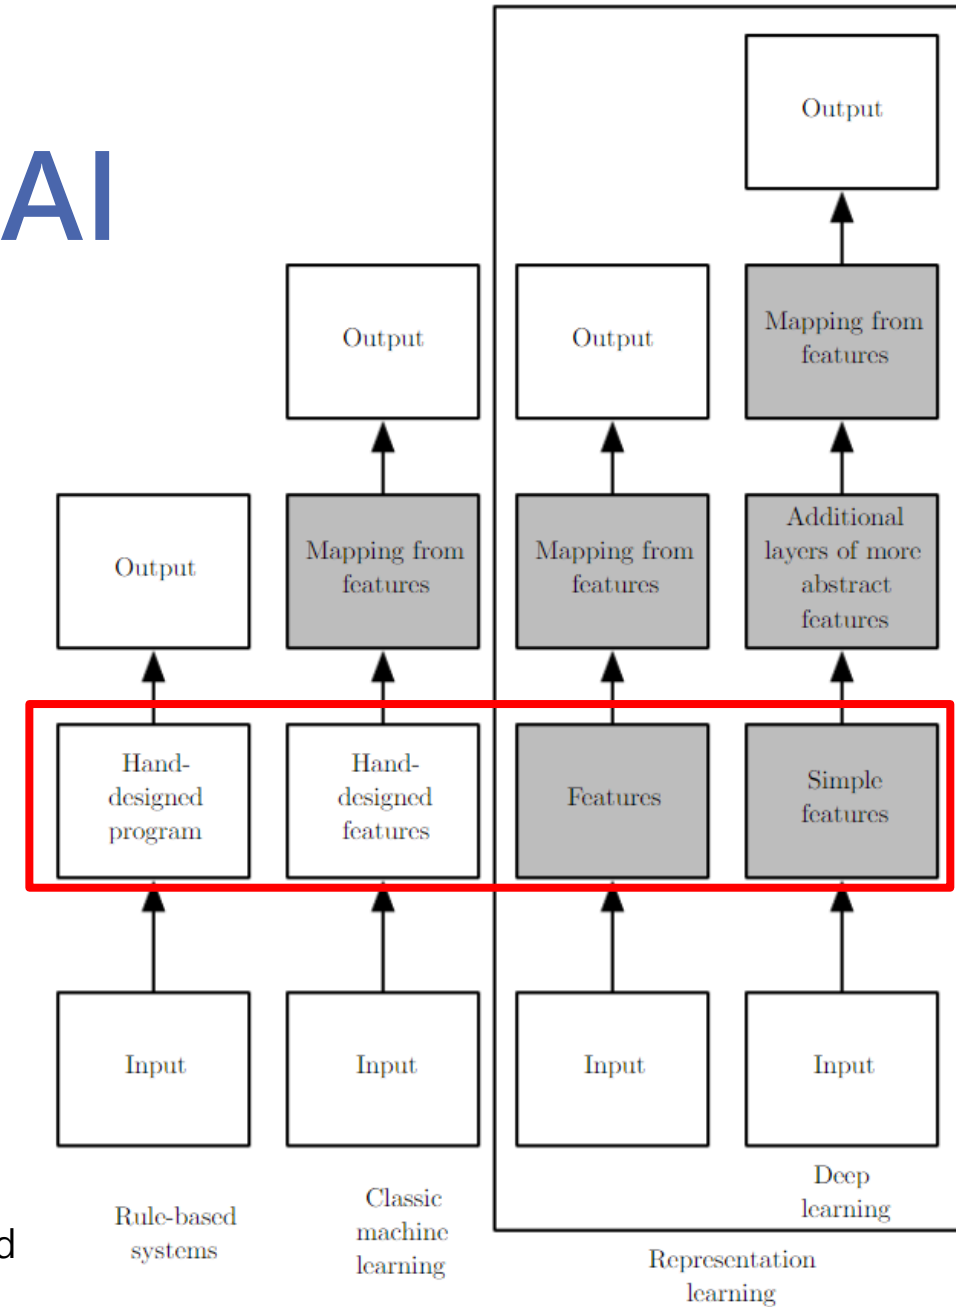 Output
AI
Mapping from
features
Output
Output
Additional
layers of more
abstract
features
Mapping from
features
Mapping from
features
Output
Hand-
designed
program
Hand-
designed
features
Features
Simple
features
Input
Input
Input
Input
Rule-based
systems
Classic
machine
learning
Deep
learning
Representation
learning
d